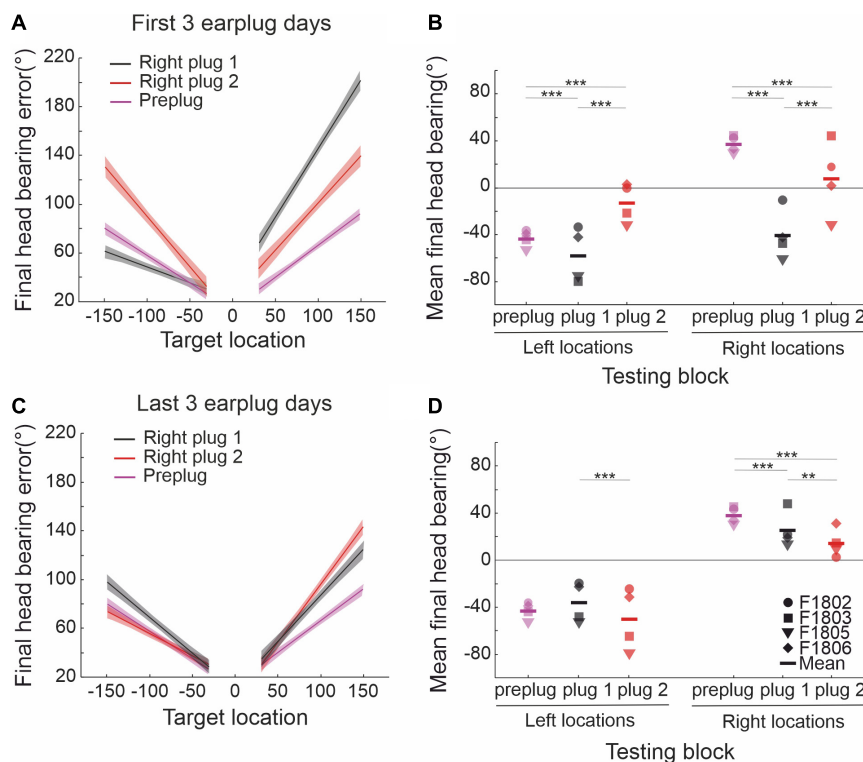 A
First 3 earplug days
Final head bearing error(°)
220
180
140
100
60
20
Right plug 1
Right plug 2
Preplug
-150 -100 -50 0 50 100 150
Target location
B
Mean final head bearing(°)
80
40
0
-40
-80
***
***
***
***
***
***
preplug plug 1 plug 2 preplug plug 1 plug 2
Left locations Right locations
Testing block
C
Last 3 earplug days
Final head bearing error(°)
220
180
140
100
60
20
Right plug 1
Right plug 2
Preplug
-150 -100 -50 0 50 100 150
Target location
D
Mean final head bearing(°)
80
40
0
-40
-80
***
***
***
**
F1802
F1803
F1805
F1806
Mean
preplug plug 1 plug 2 preplug plug 1 plug 2
Left locations Right locations
Testing block